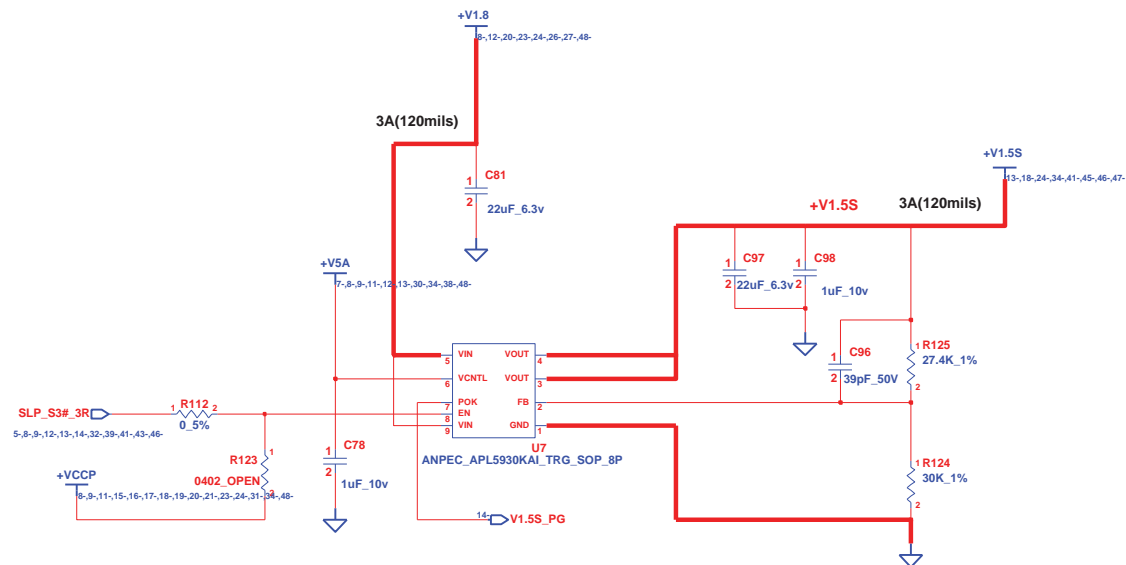 +V1.8
8-,12-,20-,23-,24-,26-,27-,48-
3A(120mils)
1
C81
2
22uF_6.3v
+V1.5S
13-,18-,24-,34-,41-,45-,46-,47-
+V1.5S
3A(120mils)
+V5A
7-,8-,9-,11-,12-,13-,30-,34-,38-,48-
1
C97
2
22uF_6.3v
1
C98
2
1uF_10v
5
VIN
VOUT
4
6
VCNTL
VOUT
3
7
POK
FB
2
8
EN
GND
1
9
VIN
U7
ANPEC_APL5930KAI_TRG_SOP_8P
1
C96
2
39pF_50V
1
R125
27.4K_1%
2
SLP_S3#_3R
5-,8-,9-,12-,13-,14-,32-,39-,41-,43-,46-
1
R112
2
0_5%
R123
1
0402_OPEN
2
+VCCP
8-,9-,11-,15-,16-,17-,18-,19-,20-,21-,23-,24-,31-,34-,48-
1
C78
2
1uF_10v
1
R124
30K_1%
2
14-
V1.5S_PG